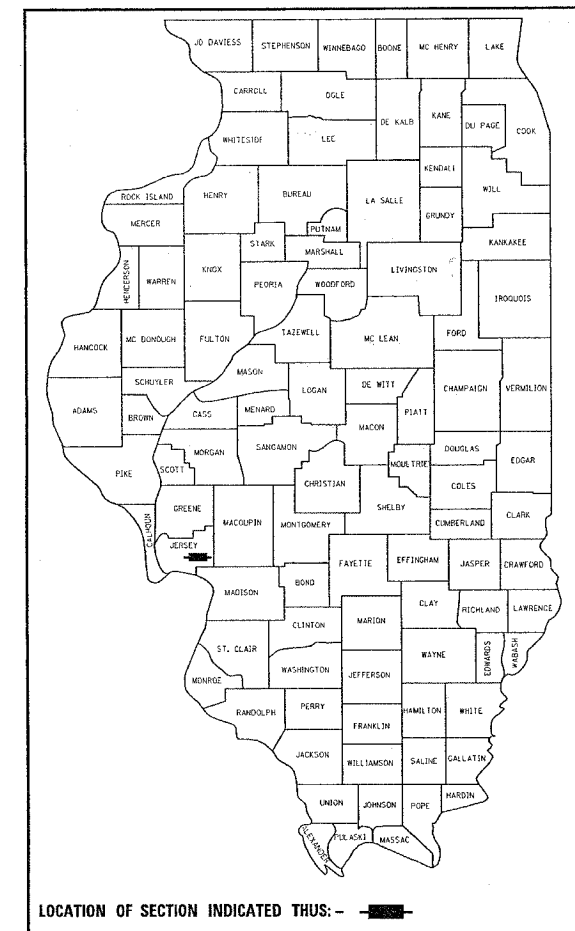 JO DAVIESS STEPHENSON WINNEBAGO BOONE MC HENRY LAKE
CARROLL OGLE DE KALB KANE DU PAGE COOK
WHITESIDE LEE KENDALL WILL
ROCK ISLAND HENRY BUREAU LA SALLE GRUNDY
MERCER PUTNAM
STARK MARSHALL KANKAKEE
HENDERSON WARREN KNOX PEORIA WOODFORD LIVINGSTON IROQUOIS
HANCOCK MC DONOUGH FULTON TAZEWELL MC LEAN FORD
MASON
SCHUYLER LOGAN DE WITT CHAMPAIGN VERMILION
ADAMS BROWN CASS MENARD PIATT
MACON
PIKE SCOTT MORGAN SANGAMON MOULTRIE DOUGLAS EDGAR
CHRISTIAN COLES
CALHOUN GREENE MACOUPIN MONTGOMERY SHELBY CUMBERLAND CLARK
JERSEY FAYETTE EFFINGHAM JASPER CRAWFORD
MADISON BOND CLAY RICHLAND LAWRENCE
CLINTON MARION
ST. CLAIR WAYNE EDWARDS WABASH
MONROE WASHINGTON JEFFERSON
RANDOLPH PERRY HAMILTON WHITE
FRANKLIN
JACKSON WILLIAMSON SALINE GALLATIN
UNION JOHNSON POPE HARDIN
ALEXANDER PULASKI MASSAC
LOCATION OF SECTION INDICATED THUS: -